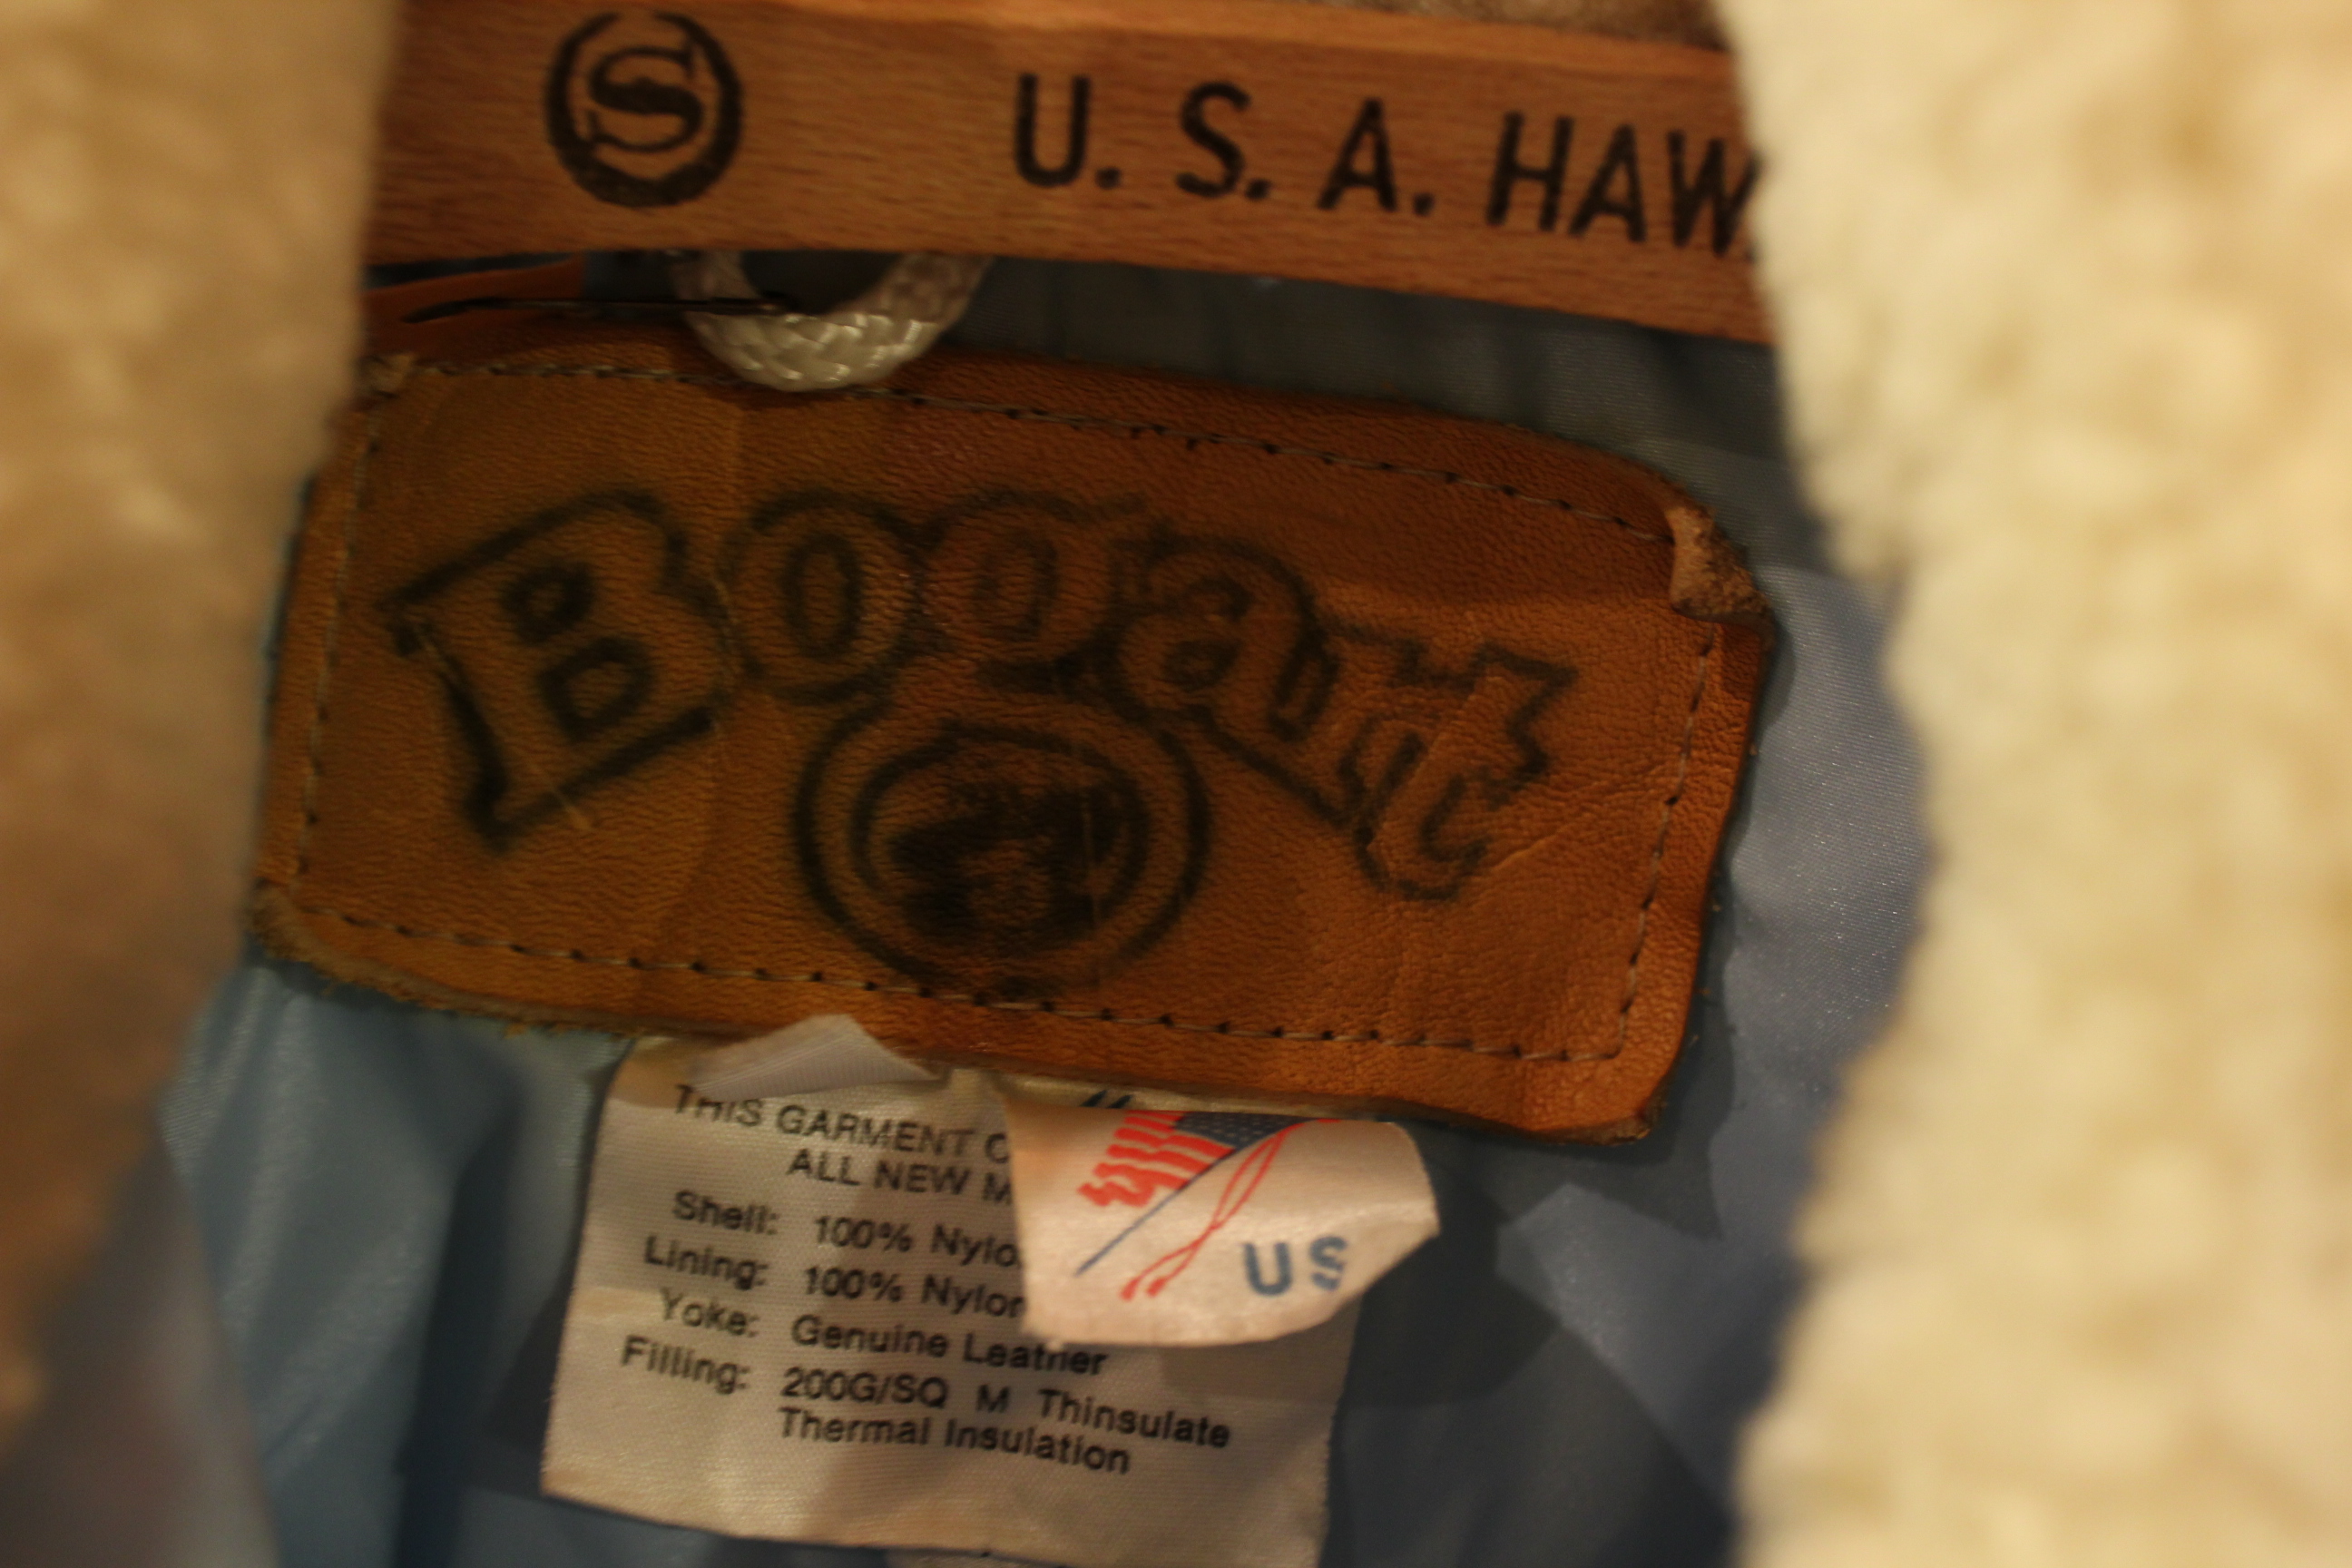 S U. S. A. HAW
Bogart
THIS GARMENT C
ALL NEW M
Shell: 100% Nylo
Lining: 100% Nylon
Yoke: Genuine Leather
Filling: 200G/SQ M Thinsulate
Thermal Insulation
US